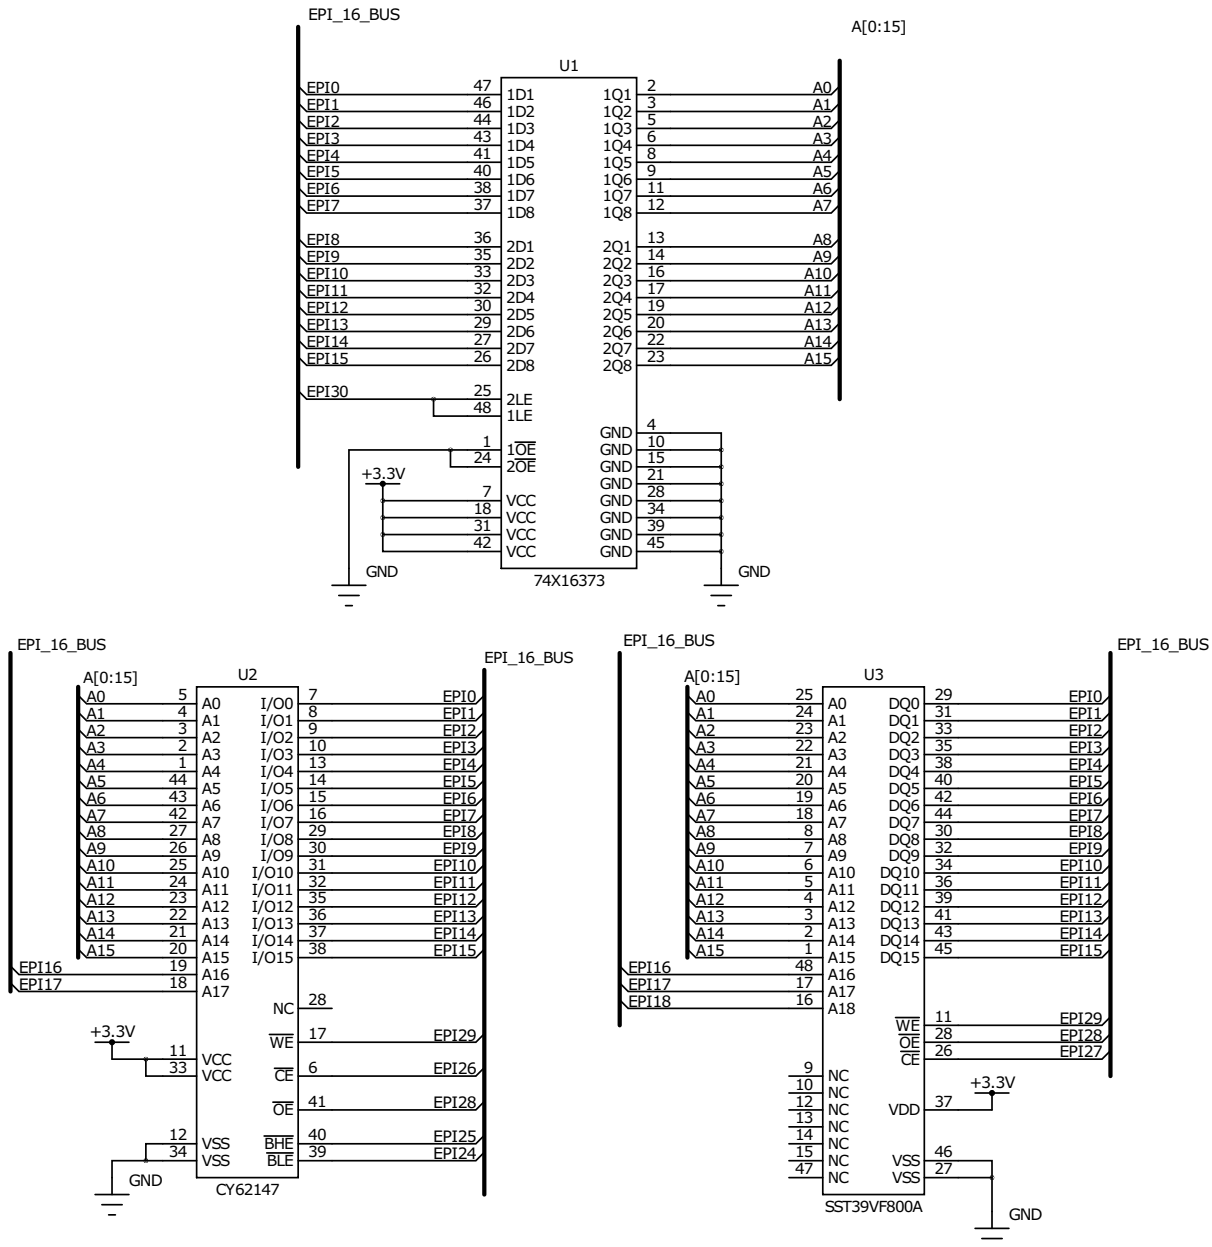 EPI_16_BUS
A[0:15]
U1
EPI0 47 1D1 1Q1 2 A0
EPI1 46 1D2 1Q2 3 A1
EPI2 44 1D3 1Q3 5 A2
EPI3 43 1D4 1Q4 6 A3
EPI4 41 1D5 1Q5 8 A4
EPI5 40 1D6 1Q6 9 A5
EPI6 38 1D7 1Q7 11 A6
EPI7 37 1D8 1Q8 12 A7
EPI8 36 2D1 2Q1 13 A8
EPI9 35 2D2 2Q2 14 A9
EPI10 33 2D3 2Q3 16 A10
EPI11 32 2D4 2Q4 17 A11
EPI12 30 2D5 2Q5 19 A12
EPI13 29 2D6 2Q6 20 A13
EPI14 27 2D7 2Q7 22 A14
EPI15 26 2D8 2Q8 23 A15
EPI30 25 2LE
48 1LE
GND 4
1 1OE GND 10
24 2OE GND 15
+3.3V GND 21
7 VCC GND 28
18 VCC GND 34
31 VCC GND 39
42 VCC GND 45
GND 74X16373 GND
EPI_16_BUS
A[0:15]
U2
EPI_16_BUS
A0 5 A0 I/O0 7 EPI0
A1 4 A1 I/O1 8 EPI1
A2 3 A2 I/O2 9 EPI2
A3 2 A3 I/O3 10 EPI3
A4 1 A4 I/O4 13 EPI4
A5 44 A5 I/O5 14 EPI5
A6 43 A6 I/O6 15 EPI6
A7 42 A7 I/O7 16 EPI7
A8 27 A8 I/O8 29 EPI8
A9 26 A9 I/O9 30 EPI9
A10 25 A10 I/O10 31 EPI10
A11 24 A11 I/O11 32 EPI11
A12 23 A12 I/O12 35 EPI12
A13 22 A13 I/O13 36 EPI13
A14 21 A14 I/O14 37 EPI14
A15 20 A15 I/O15 38 EPI15
EPI16 19 A16
EPI17 18 A17
NC 28
+3.3V WE 17 EPI29
11 VCC
33 VCC CE 6 EPI26
OE 41 EPI28
12 VSS BHE 40 EPI25
34 VSS BLE 39 EPI24
GND
CY62147
EPI_16_BUS
A[0:15]
U3
EPI_16_BUS
A0 25 A0 DQ0 29 EPI0
A1 24 A1 DQ1 31 EPI1
A2 23 A2 DQ2 33 EPI2
A3 22 A3 DQ3 35 EPI3
A4 21 A4 DQ4 38 EPI4
A5 20 A5 DQ5 40 EPI5
A6 19 A6 DQ6 42 EPI6
A7 18 A7 DQ7 44 EPI7
A8 8 A8 DQ8 30 EPI8
A9 7 A9 DQ9 32 EPI9
A10 6 A10 DQ10 34 EPI10
A11 5 A11 DQ11 36 EPI11
A12 4 A12 DQ12 39 EPI12
A13 3 A13 DQ13 41 EPI13
A14 2 A14 DQ14 43 EPI14
A15 1 A15 DQ15 45 EPI15
EPI16 48 A16
EPI17 17 A17
EPI18 16 A18
WE 11 EPI29
OE 28 EPI28
CE 26 EPI27
9 NC
10 NC +3.3V
12 NC VDD 37
13 NC
14 NC
15 NC VSS 46
47 NC VSS 27
SST39VF800A
GND